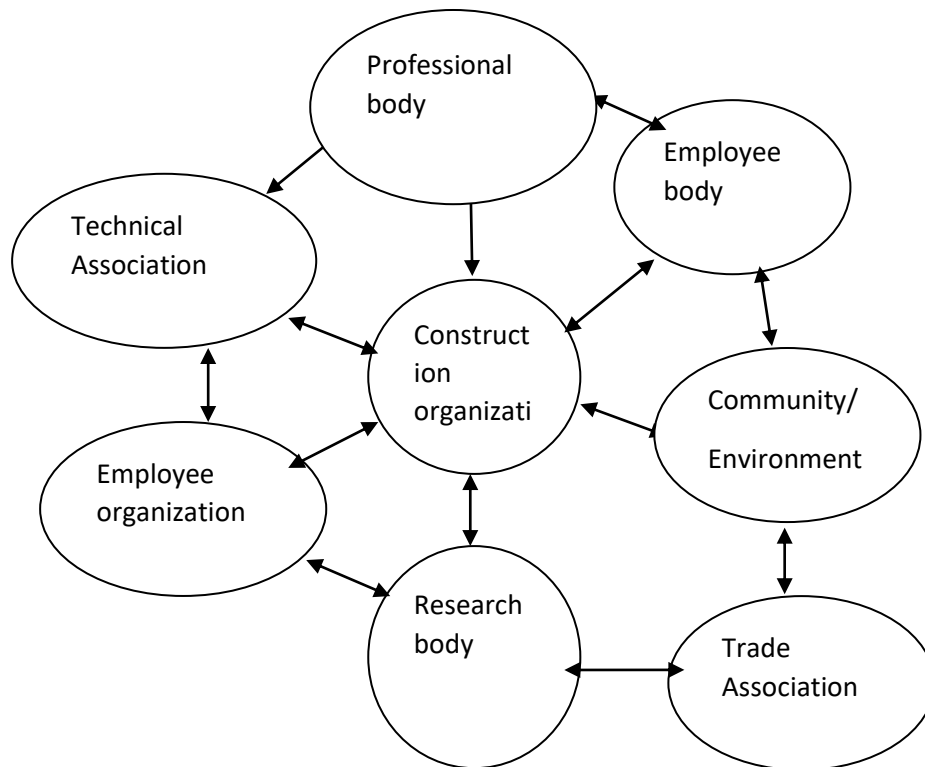 Professional
body
Employee
body
Technical
Association
Construct
ion
organizati
Community/
Environment
Employee
organization
Research
body
Trade
Association